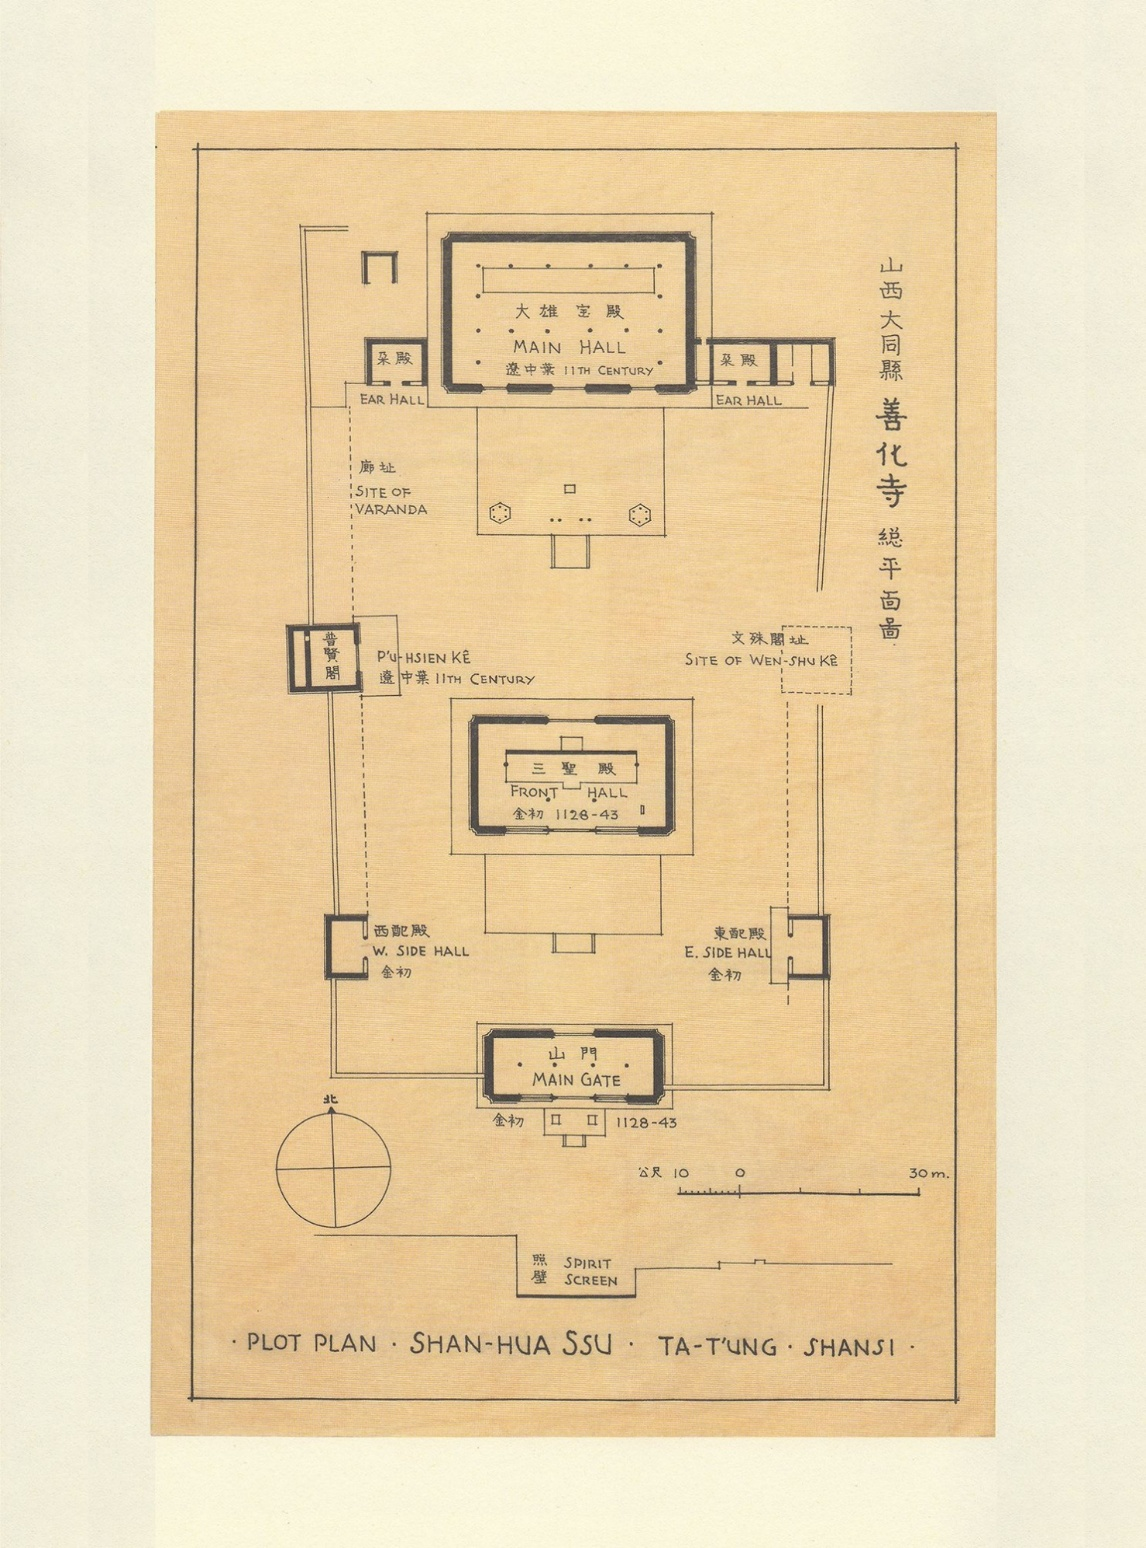 山西大同縣 善化寺 総平面圖
大雄宝殿
MAIN HALL
遼中葉 11TH CENTURY
朶殿
EAR HALL
朶殿
EAR HALL
廊址
SITE OF
VARANDA
普賢閣
P'U-HSIEN KÊ
遼中葉 11TH CENTURY
文殊閣址
SITE OF WEN-SHU KÊ
三聖殿
FRONT HALL
金初 1128-43
西配殿
W. SIDE HALL
金初
東配殿
E. SIDE HALL
金初
山門
MAIN GATE
金初 1128-43
北
公尺 10 0 30 m.
照壁
SPIRIT
SCREEN
· PLOT PLAN · SHAN-HUA SSU · TA-T'UNG · SHANSI ·